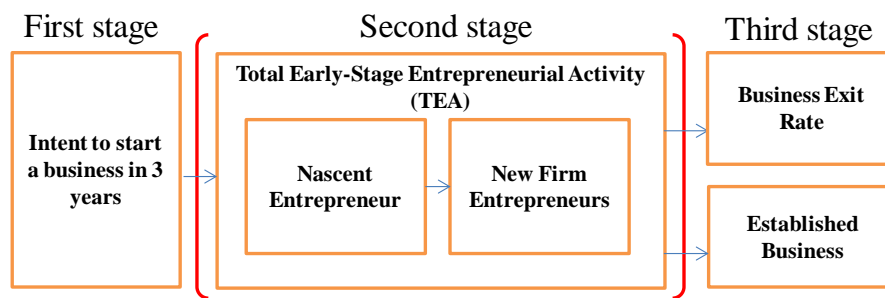 First stage
Second stage
Third stage
Intent to start
a business in 3
years
Total Early-Stage Entrepreneurial Activity
(TEA)
Nascent
Entrepreneur
New Firm
Entrepreneurs
Business Exit
Rate
Established
Business